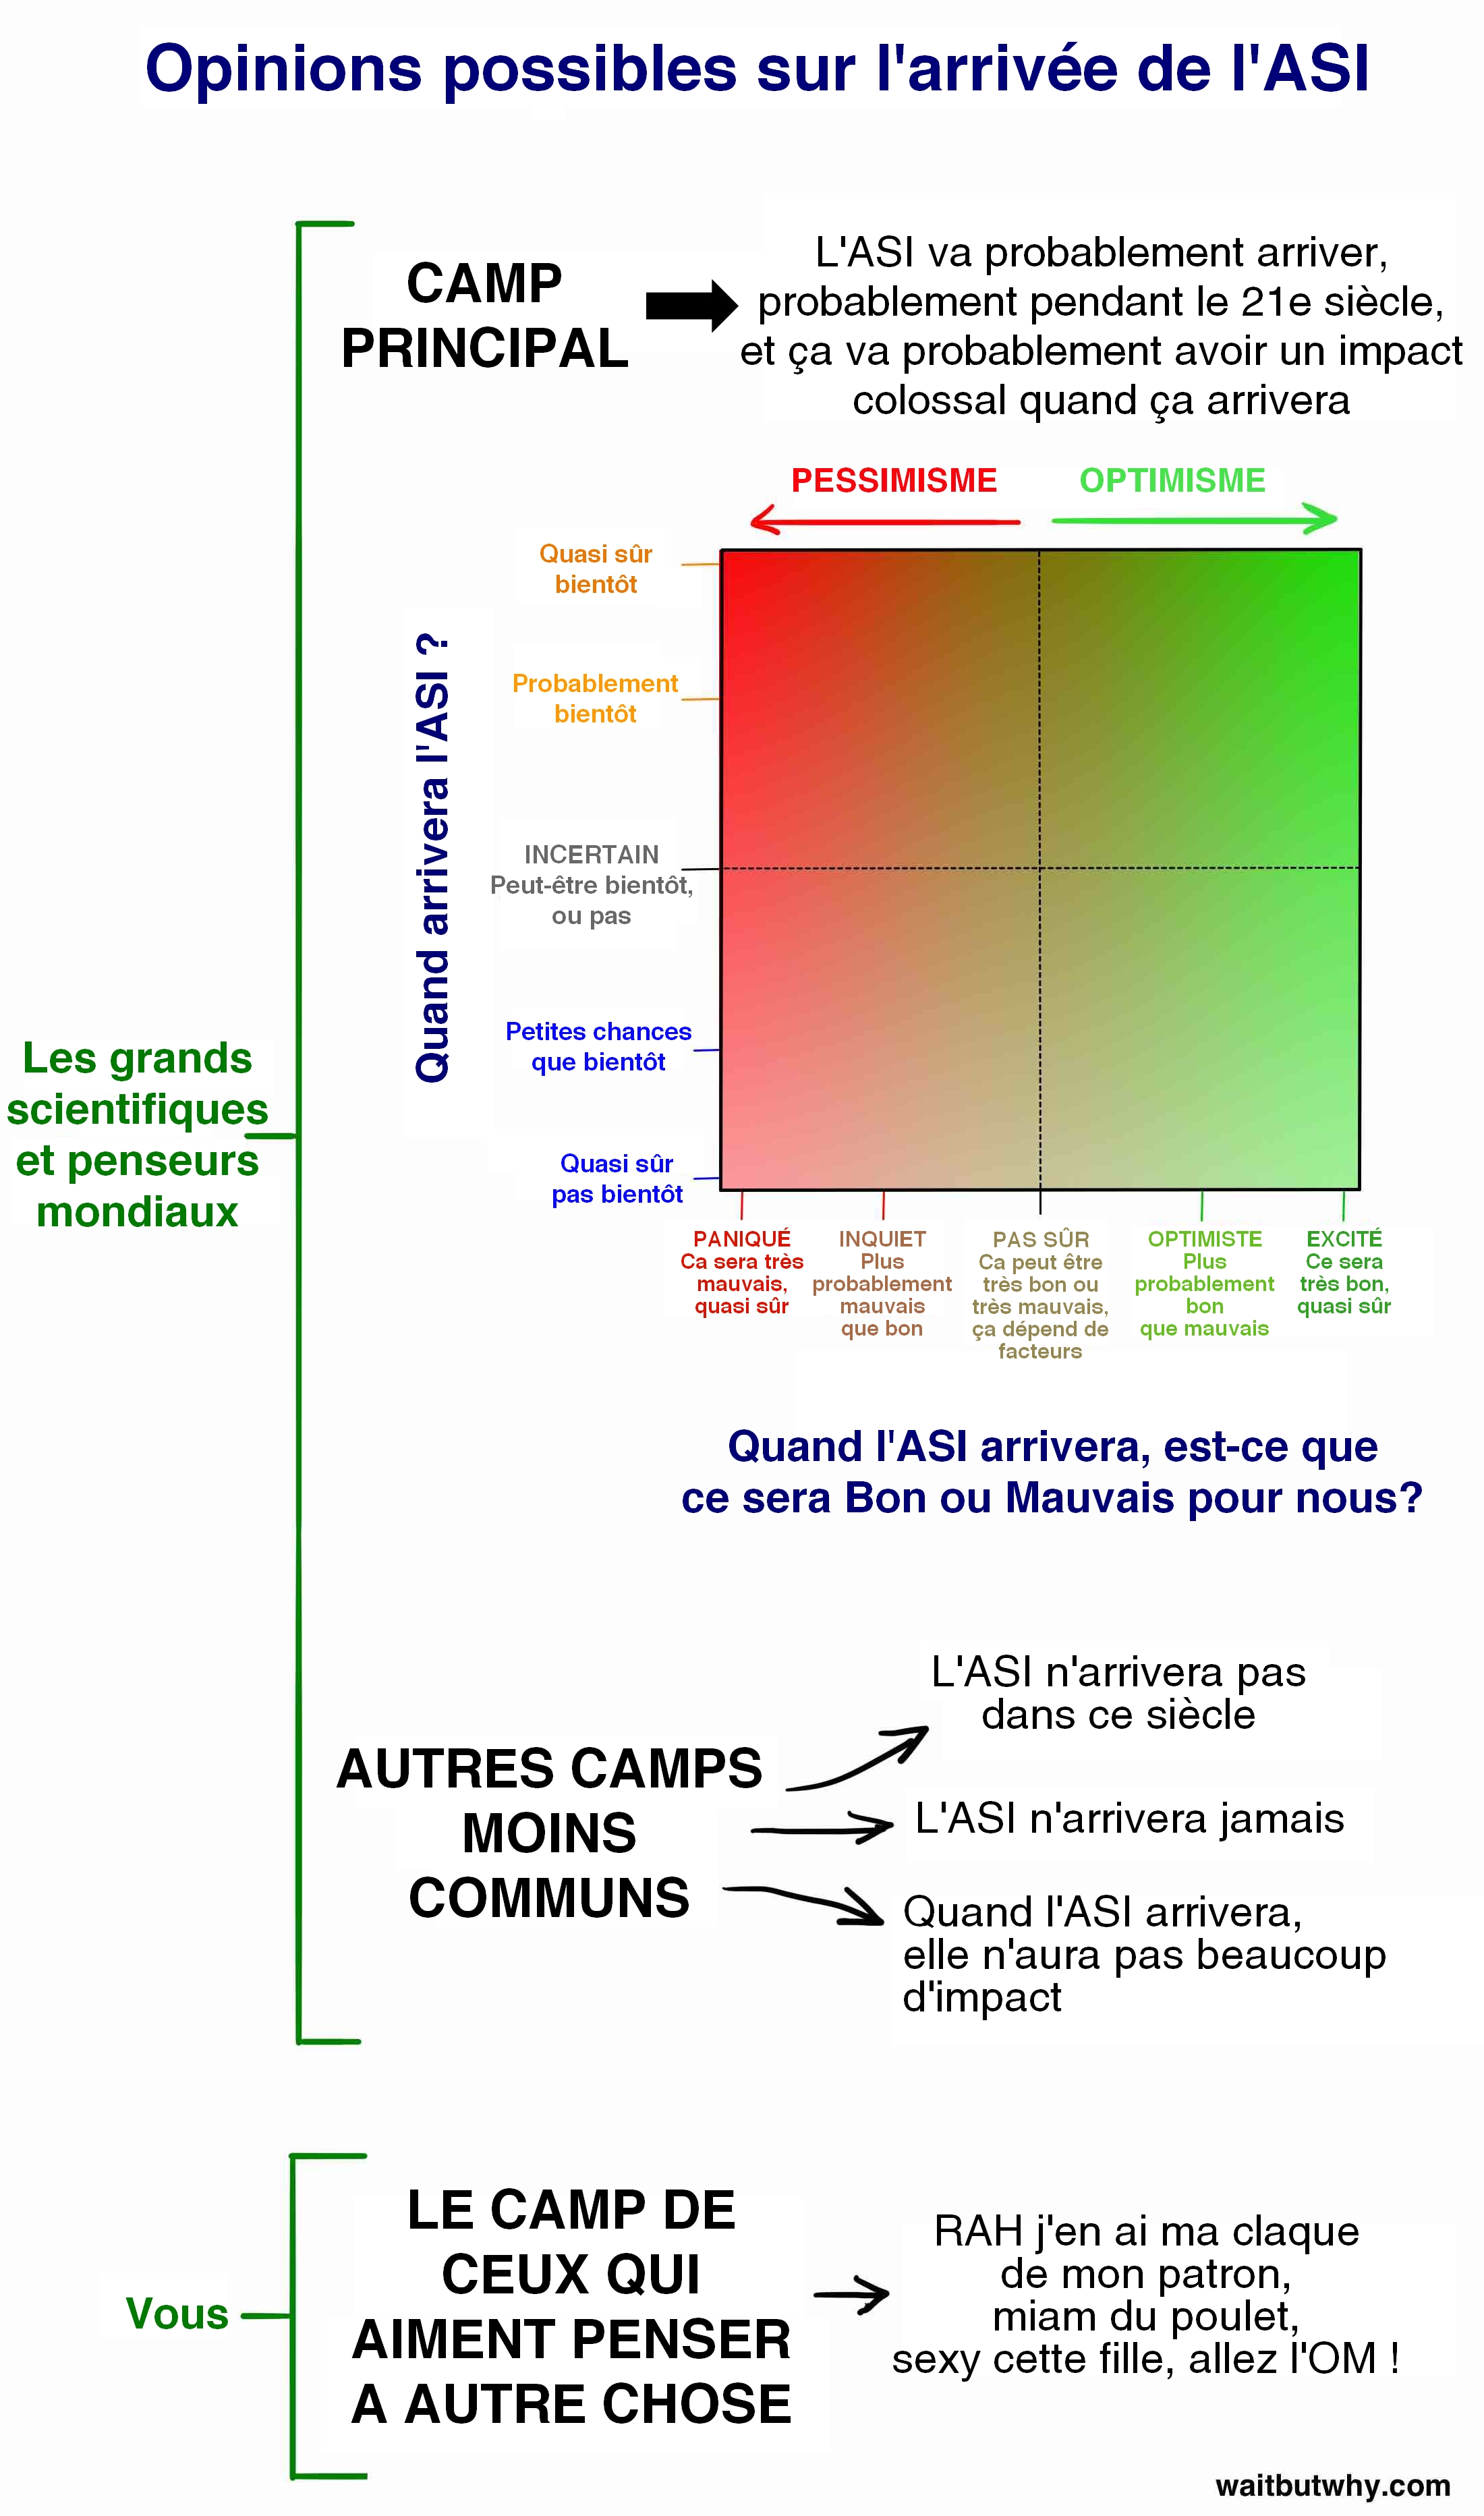 Opinions possibles sur l'arrivée de l'ASI
CAMP
PRINCIPAL
L'ASI va probablement arriver,
probablement pendant le 21e siècle,
et ça va probablement avoir un impact
colossal quand ça arrivera
PESSIMISME
OPTIMISME
Quand arrivera l'ASI ?
Quasi sûr
bientôt
Probablement
bientôt
INCERTAIN
Peut-être bientôt,
ou pas
Petites chances
que bientôt
Quasi sûr
pas bientôt
Les grands
scientifiques
et penseurs
mondiaux
PANIQUÉ
Ca sera très
mauvais,
quasi sûr
INQUIET
Plus
probablement
mauvais
que bon
PAS SÛR
Ca peut être
très bon ou
très mauvais,
ça dépend de
facteurs
OPTIMISTE
Plus
probablement
bon
que mauvais
EXCITÉ
Ce sera
très bon,
quasi sûr
Quand l'ASI arrivera, est-ce que
ce sera Bon ou Mauvais pour nous?
AUTRES CAMPS
MOINS
COMMUNS
L'ASI n'arrivera pas
dans ce siècle
L'ASI n'arrivera jamais
Quand l'ASI arrivera,
elle n'aura pas beaucoup
d'impact
Vous
LE CAMP DE
CEUX QUI
AIMENT PENSER
A AUTRE CHOSE
RAH j'en ai ma claque
de mon patron,
miam du poulet,
sexy cette fille, allez l'OM !
waitbutwhy.com